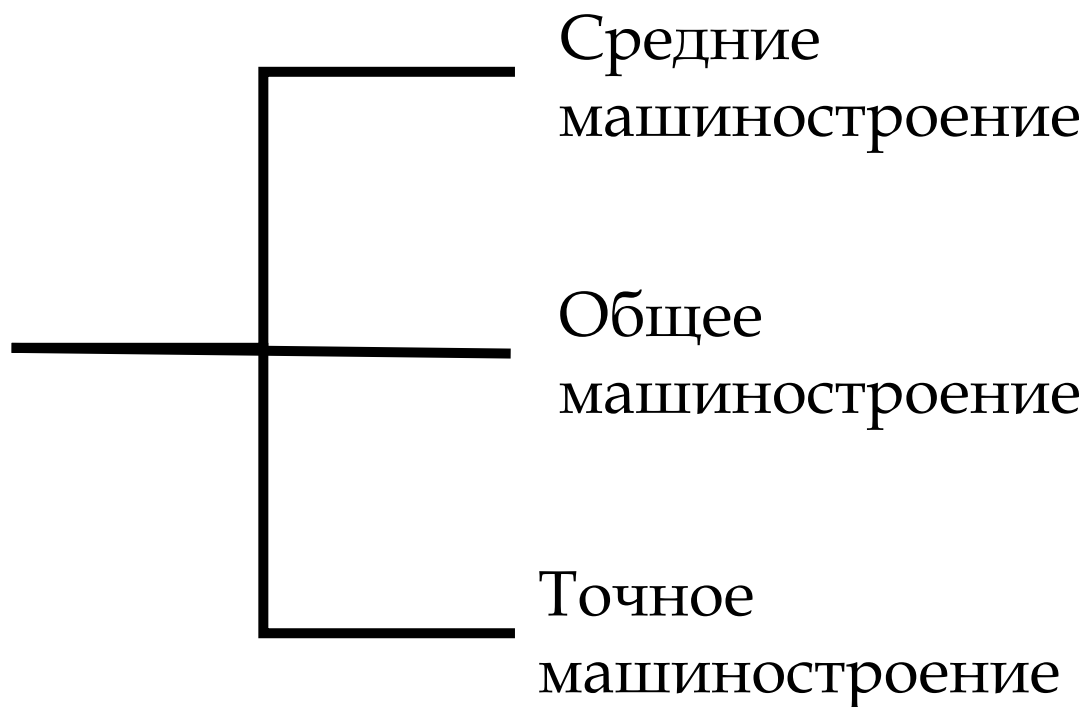 Средние
машиностроение
Общее
машиностроение
Точное
машиностроение